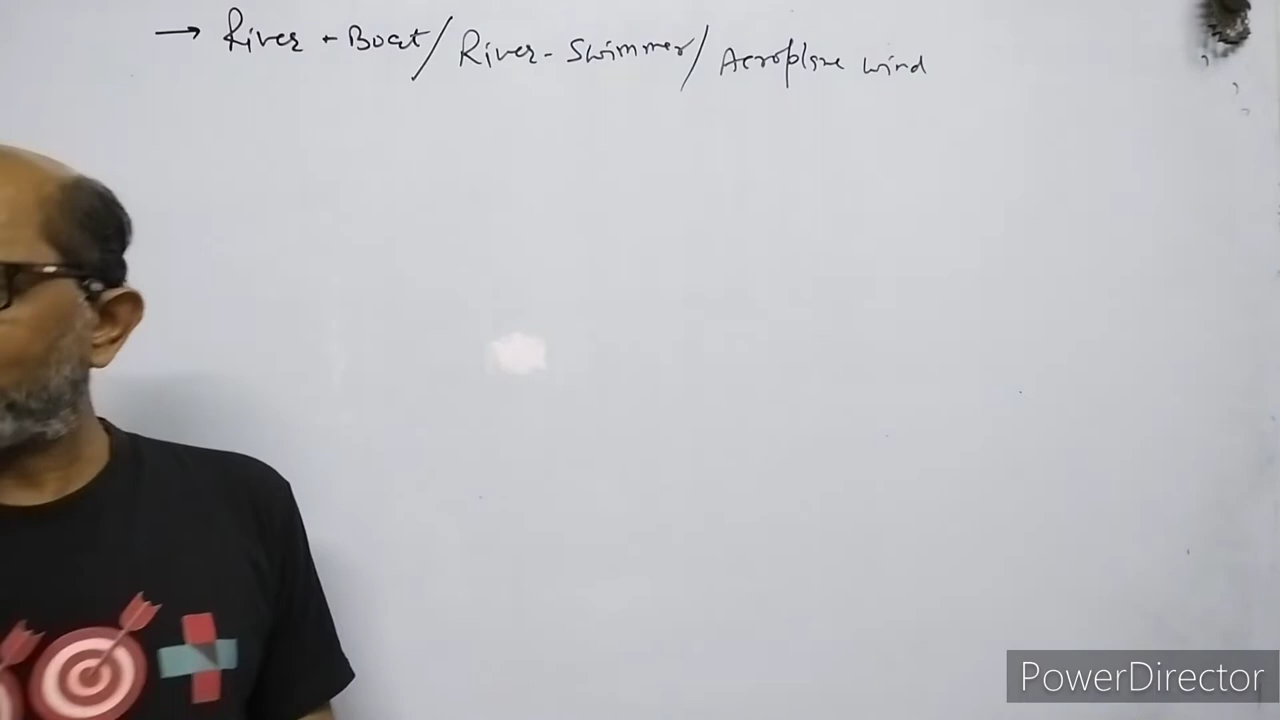 → River - Boat / River - Swimmer / Aeroplane wind
PowerDirector